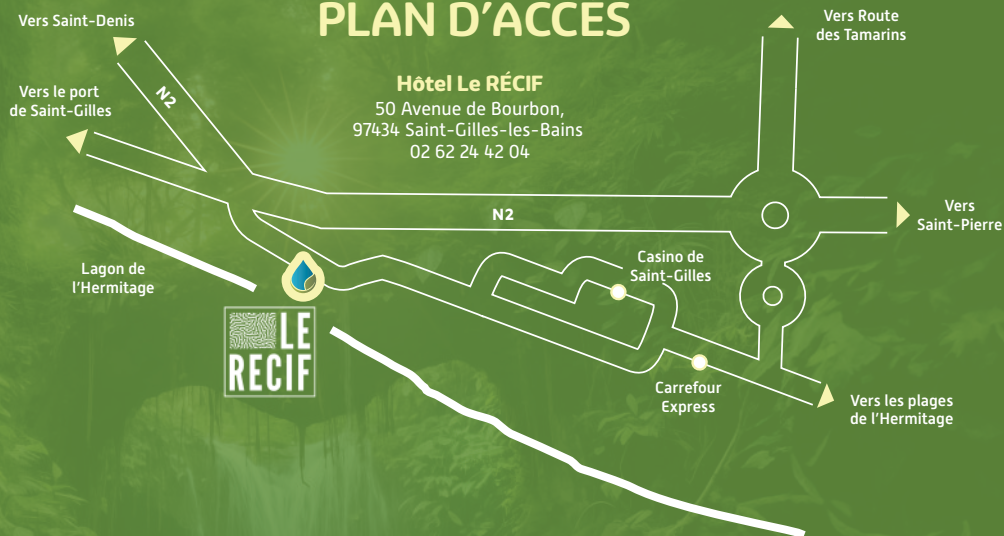 PLAN D'ACCES
Hôtel Le RÉCIF
50 Avenue de Bourbon,
97434 Saint-Gilles-les-Bains
02 62 24 42 04
Vers Saint-Denis
Vers le port
de Saint-Gilles
N2
Vers Route
des Tamarins
N2
Vers
Saint-Pierre
Lagon de
l'Hermitage
Casino de
Saint-Gilles
LE
RECIF
Carrefour
Express
Vers les plages
de l'Hermitage